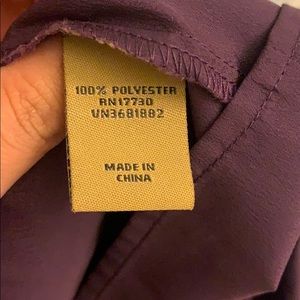 100% POLYESTER
RN17730
VN3681882
MADE IN
CHINA